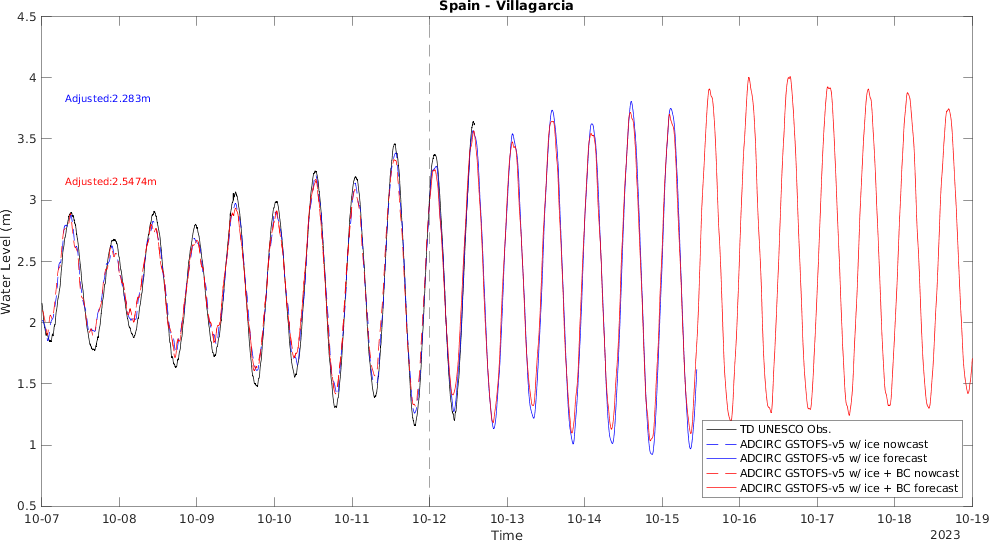 Spain - Villagarcia
4.5
4
3.5
3
2.5
2
1.5
1
0.5
Water Level (m)
Adjusted:2.283m
Adjusted:2.5474m
TD UNESCO Obs.
ADCIRC GSTOFS-v5 w/ ice nowcast
ADCIRC GSTOFS-v5 w/ ice forecast
ADCIRC GSTOFS-v5 w/ ice + BC nowcast
ADCIRC GSTOFS-v5 w/ ice + BC forecast
10-07 10-08 10-09 10-10 10-11 10-12 10-13 10-14 10-15 10-16 10-17 10-18 10-19
Time
2023